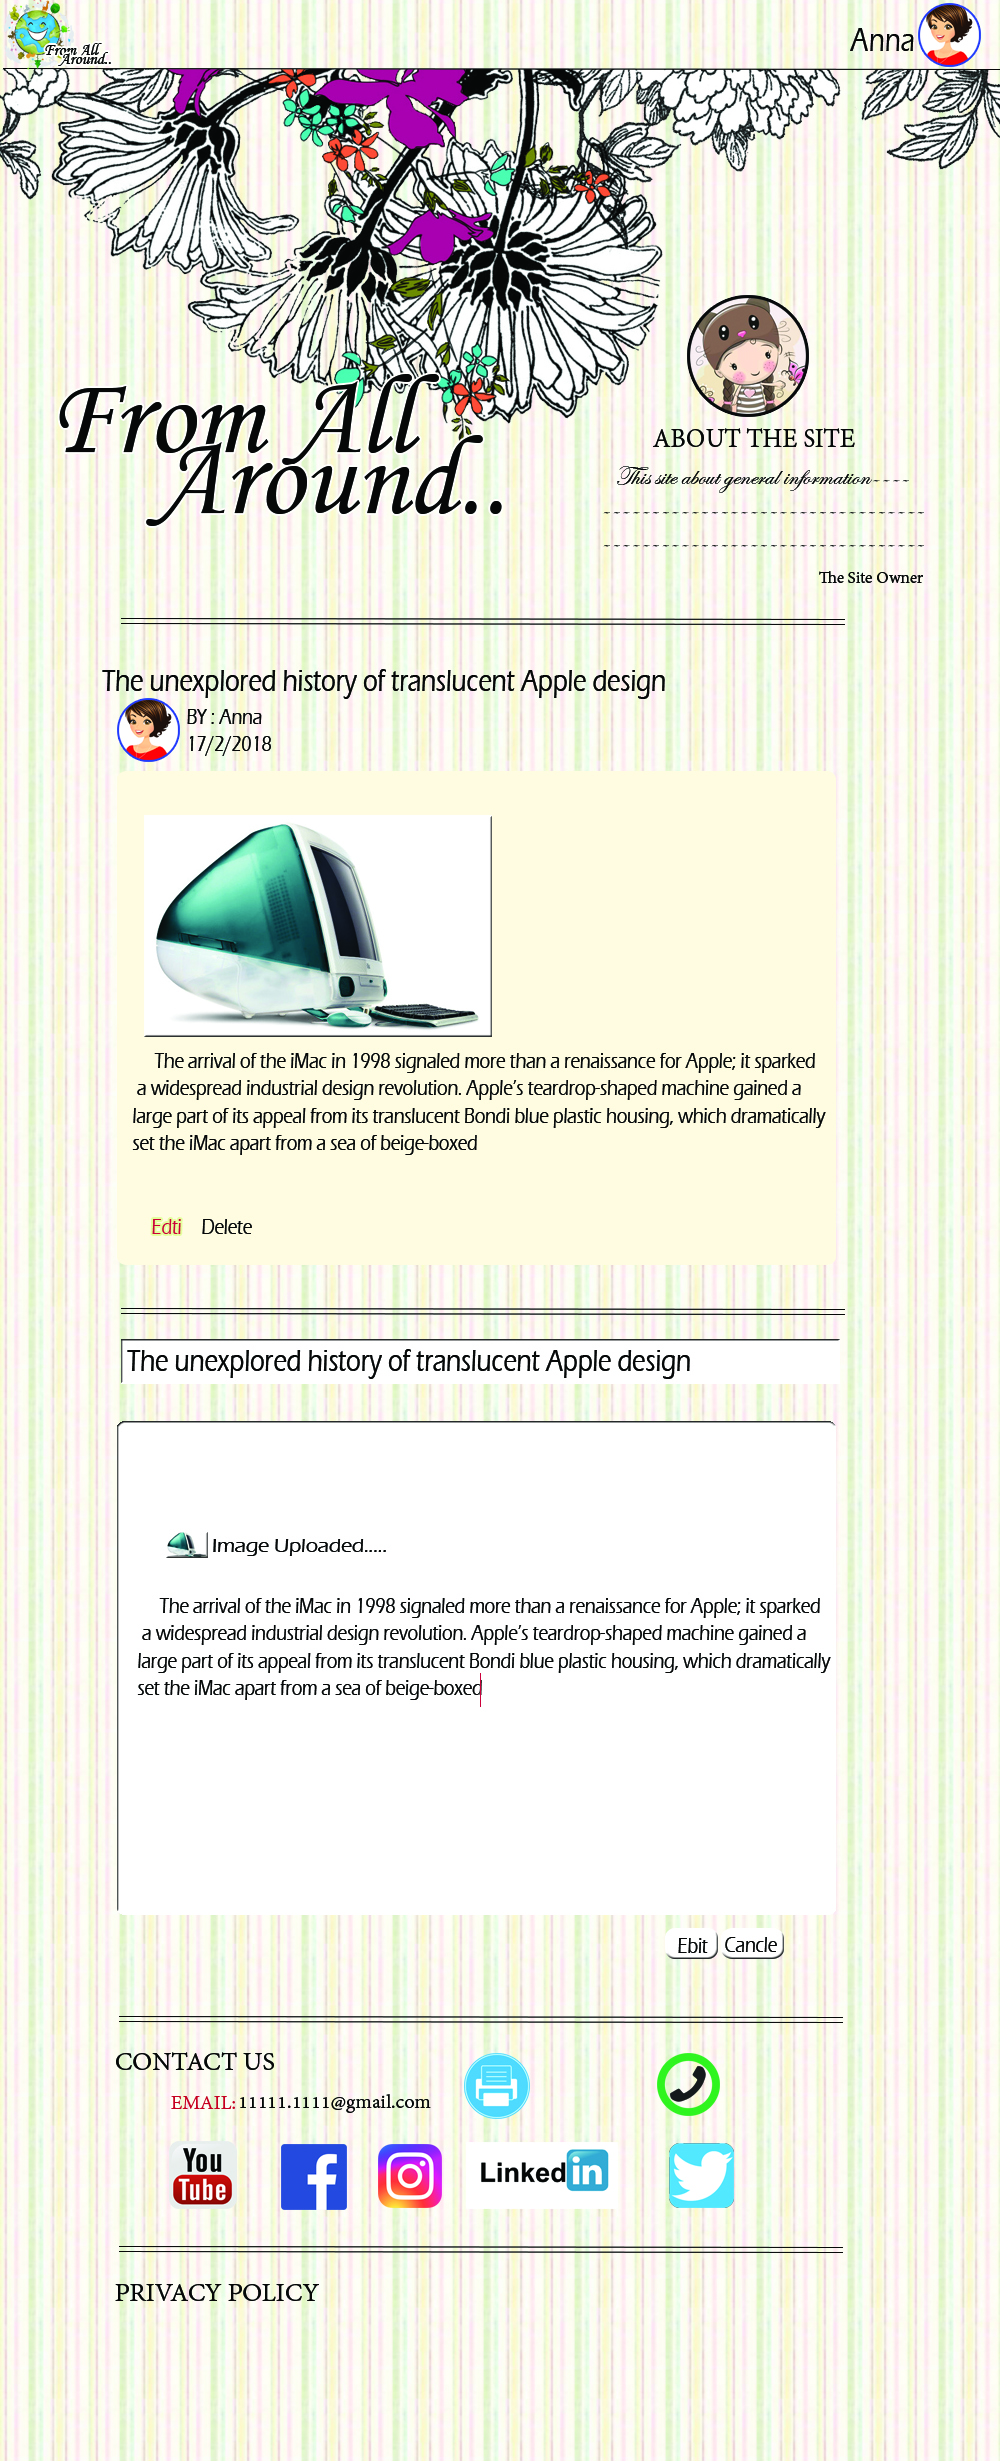 From All
Around..
Anna
From All
Around..
ABOUT THE SITE
This site about general information----
The Site Owner
The unexplored history of translucent Apple design
BY : Anna
17/2/2018
The arrival of the iMac in 1998 signaled more than a renaissance for Apple; it sparked
a widespread industrial design revolution. Apple's teardrop-shaped machine gained a
large part of its appeal from its translucent Bondi blue plastic housing, which dramatically
set the iMac apart from a sea of beige-boxed
Edti Delete
The unexplored history of translucent Apple design
Image Uploaded.....
The arrival of the iMac in 1998 signaled more than a renaissance for Apple; it sparked
a widespread industrial design revolution. Apple's teardrop-shaped machine gained a
large part of its appeal from its translucent Bondi blue plastic housing, which dramatically
set the iMac apart from a sea of beige-boxed
Ebit Cancle
CONTACT US
EMAIL: 11111.1111@gmail.com
You
Tube
Linked in
PRIVACY POLICY